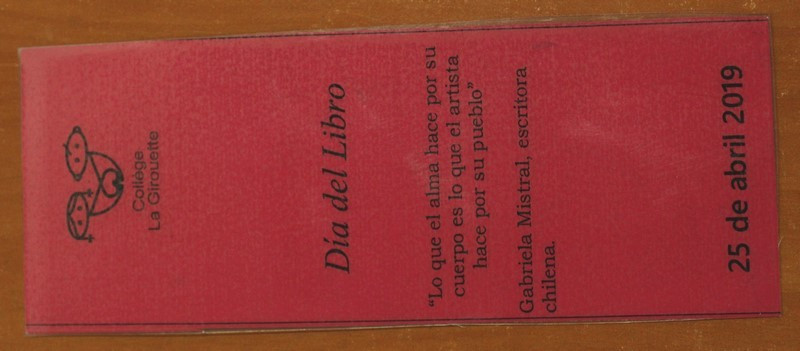 Collège
La Girouette
Día del Libro
“Lo que el alma hace por su
cuerpo es lo que el artista
hace por su pueblo”
Gabriela Mistral, escritora
chilena.
25 de abril 2019